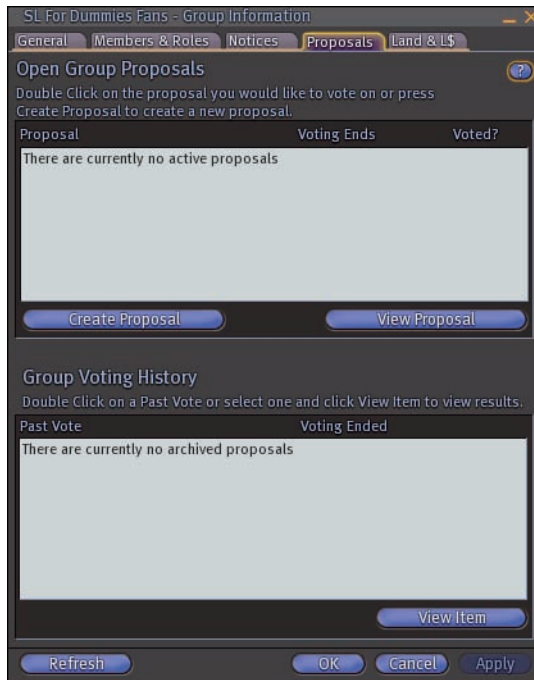 SL For Dummies Fans - Group Information
General Members & Roles Notices Proposals Land & L$
Open Group Proposals
?
Double Click on the proposal you would like to vote on or press
Create Proposal to create a new proposal.
Proposal Voting Ends Voted?
There are currently no active proposals
Create Proposal View Proposal
Group Voting History
Double Click on a Past Vote or select one and click View Item to view results.
Past Vote Voting Ended
There are currently no archived proposals
View Item
Refresh OK Cancel Apply